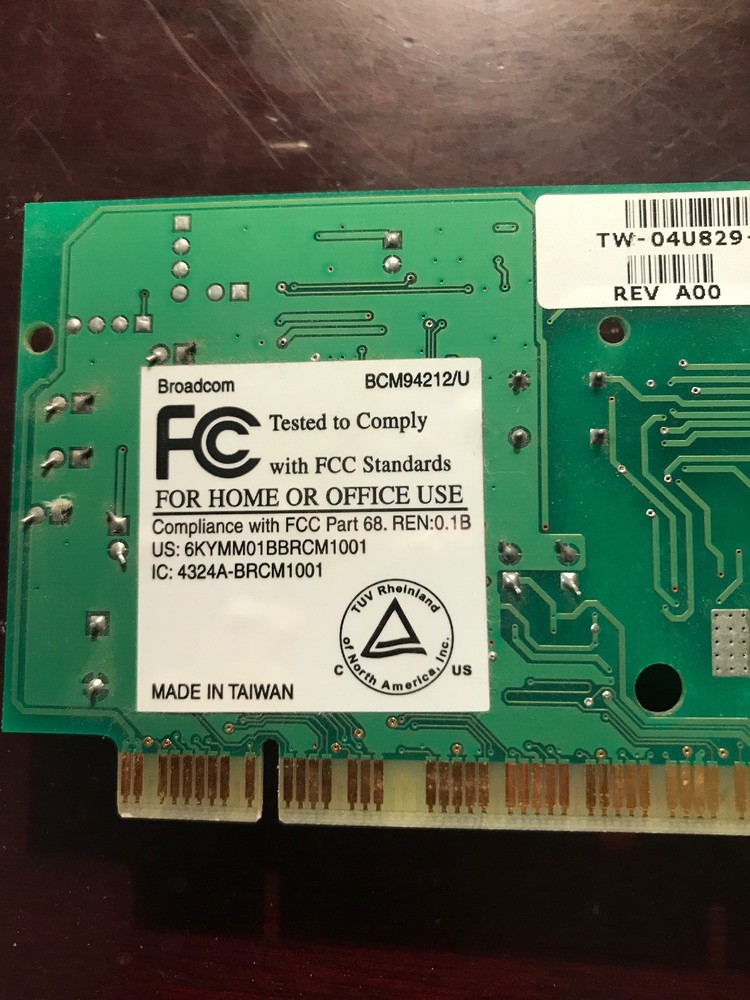 TW-04U829-
REV A00
Broadcom BCM94212/U
FC Tested to Comply
with FCC Standards
FOR HOME OR OFFICE USE
Compliance with FCC Part 68. REN:0.1B
US: 6KYMM01BBRCM1001
IC: 4324A-BRCM1001
TUV Rheinland
of North America, Inc.
C US
MADE IN TAIWAN